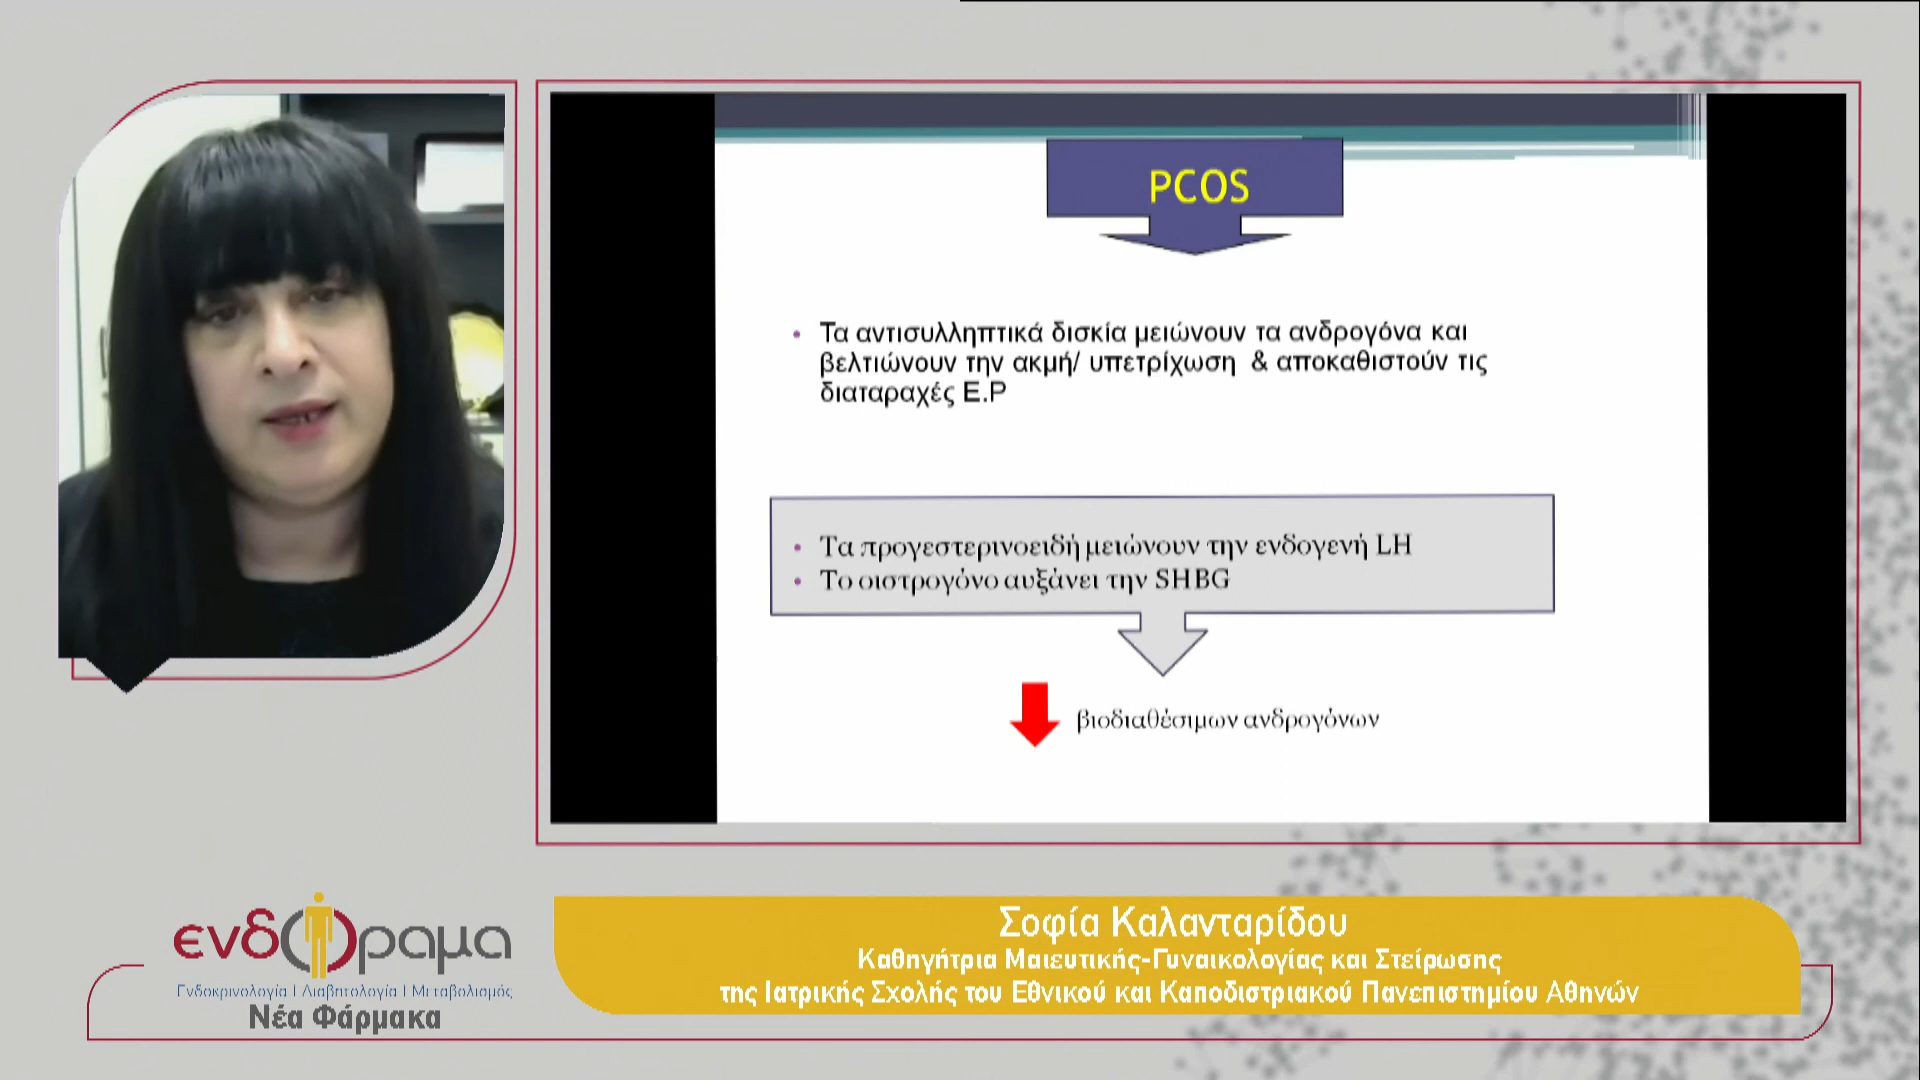 PCOS
• Τα αντισυλληπτικά δισκία μειώνουν τα ανδρογόνα και
βελτιώνουν την ακμή/ υπετρίχωση & αποκαθιστούν τις
διαταραχές Ε.Ρ
• Τα προγεστερινοειδή μειώνουν την ενδογενή LH
• Το οιστρογόνο αυξάνει την SHBG
βιοδιαθέσιμων ανδρογόνων
ενδόραμα
Ενδοκρινολογία | Διαβητολογία | Μεταβολισμός
Νέα Φάρμακα
Σοφία Καλανταρίδου
Καθηγήτρια Μαιευτικής-Γυναικολογίας και Στείρωσης
της Ιατρικής Σχολής του Εθνικού και Καποδιστριακού Πανεπιστημίου Αθηνών